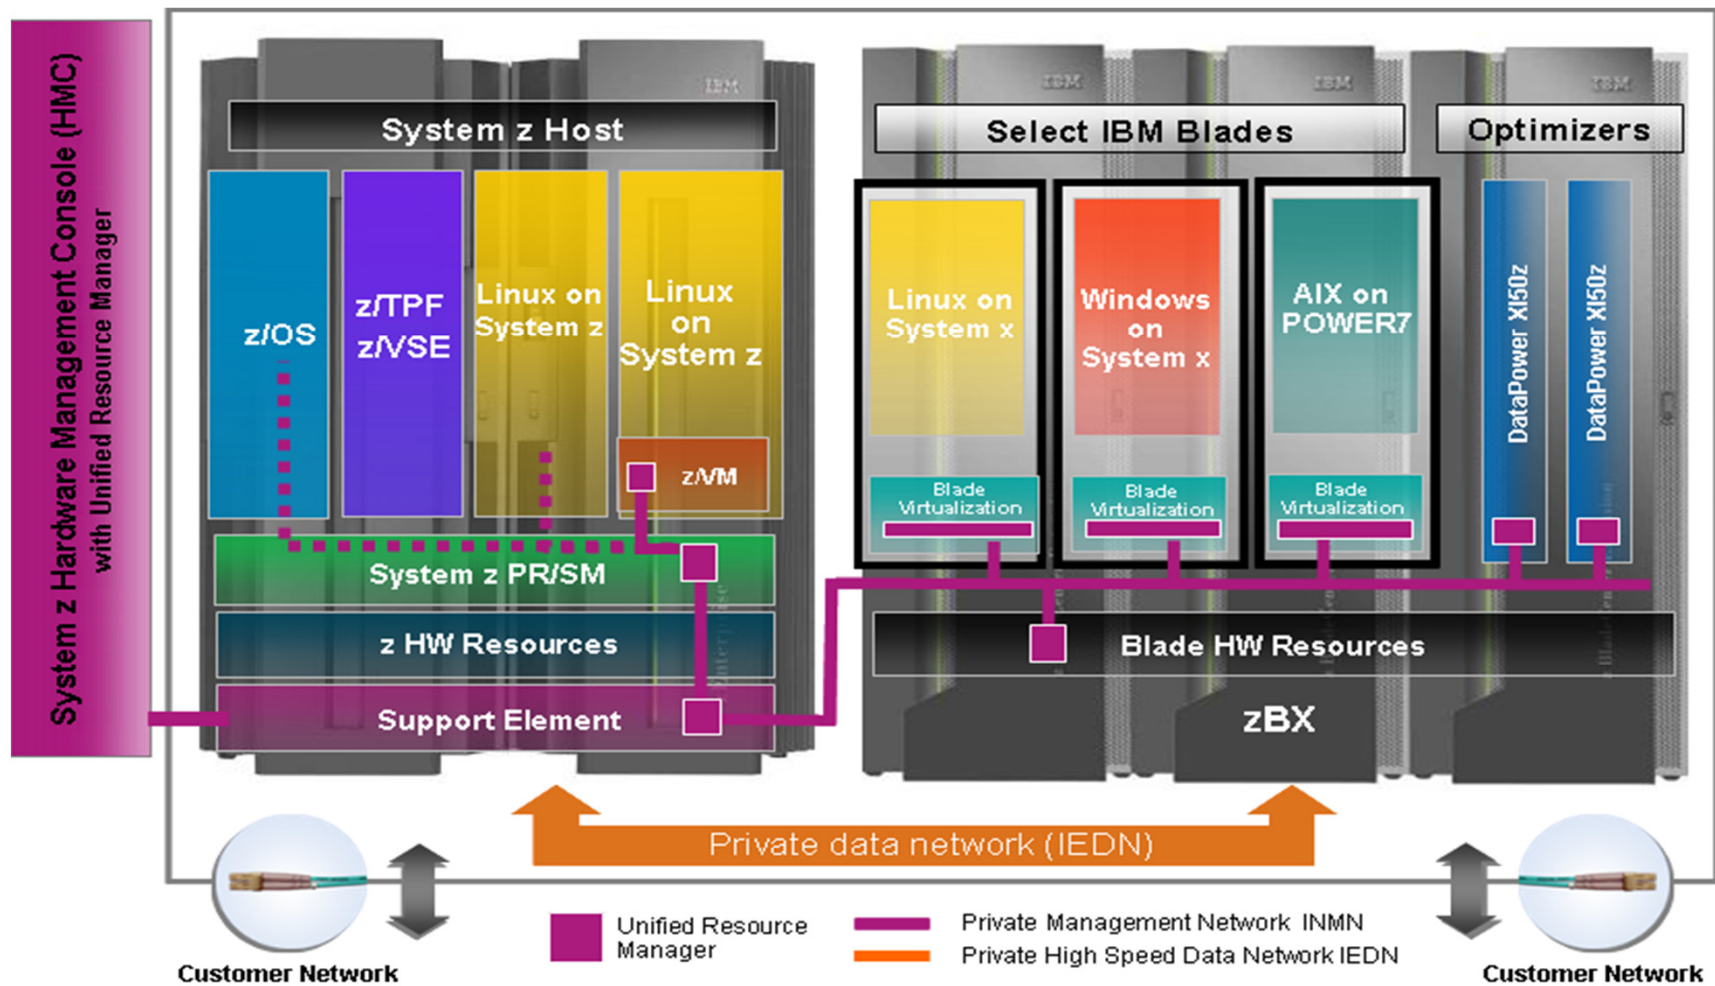 System z Hardware Management Console (HMC)
with Unified Resource Manager
IBM
System z Host
z/OS
z/TPF
z/VSE
Linux on
System z
Linux
on
System z
z/VM
System z PR/SM
z HW Resources
Support Element
Enterprise
IBM
IBM
IBM
Select IBM Blades
Optimizers
Linux on
System x
Windows
on
System x
AIX on
POWER7
DataPower XI50z
DataPower XI50z
Blade
Virtualization
Blade
Virtualization
Blade
Virtualization
Blade HW Resources
zBX
Private data network (IEDN)
Customer Network
Unified Resource
Manager
Private Management Network INMN
Private High Speed Data Network IEDN
Customer Network